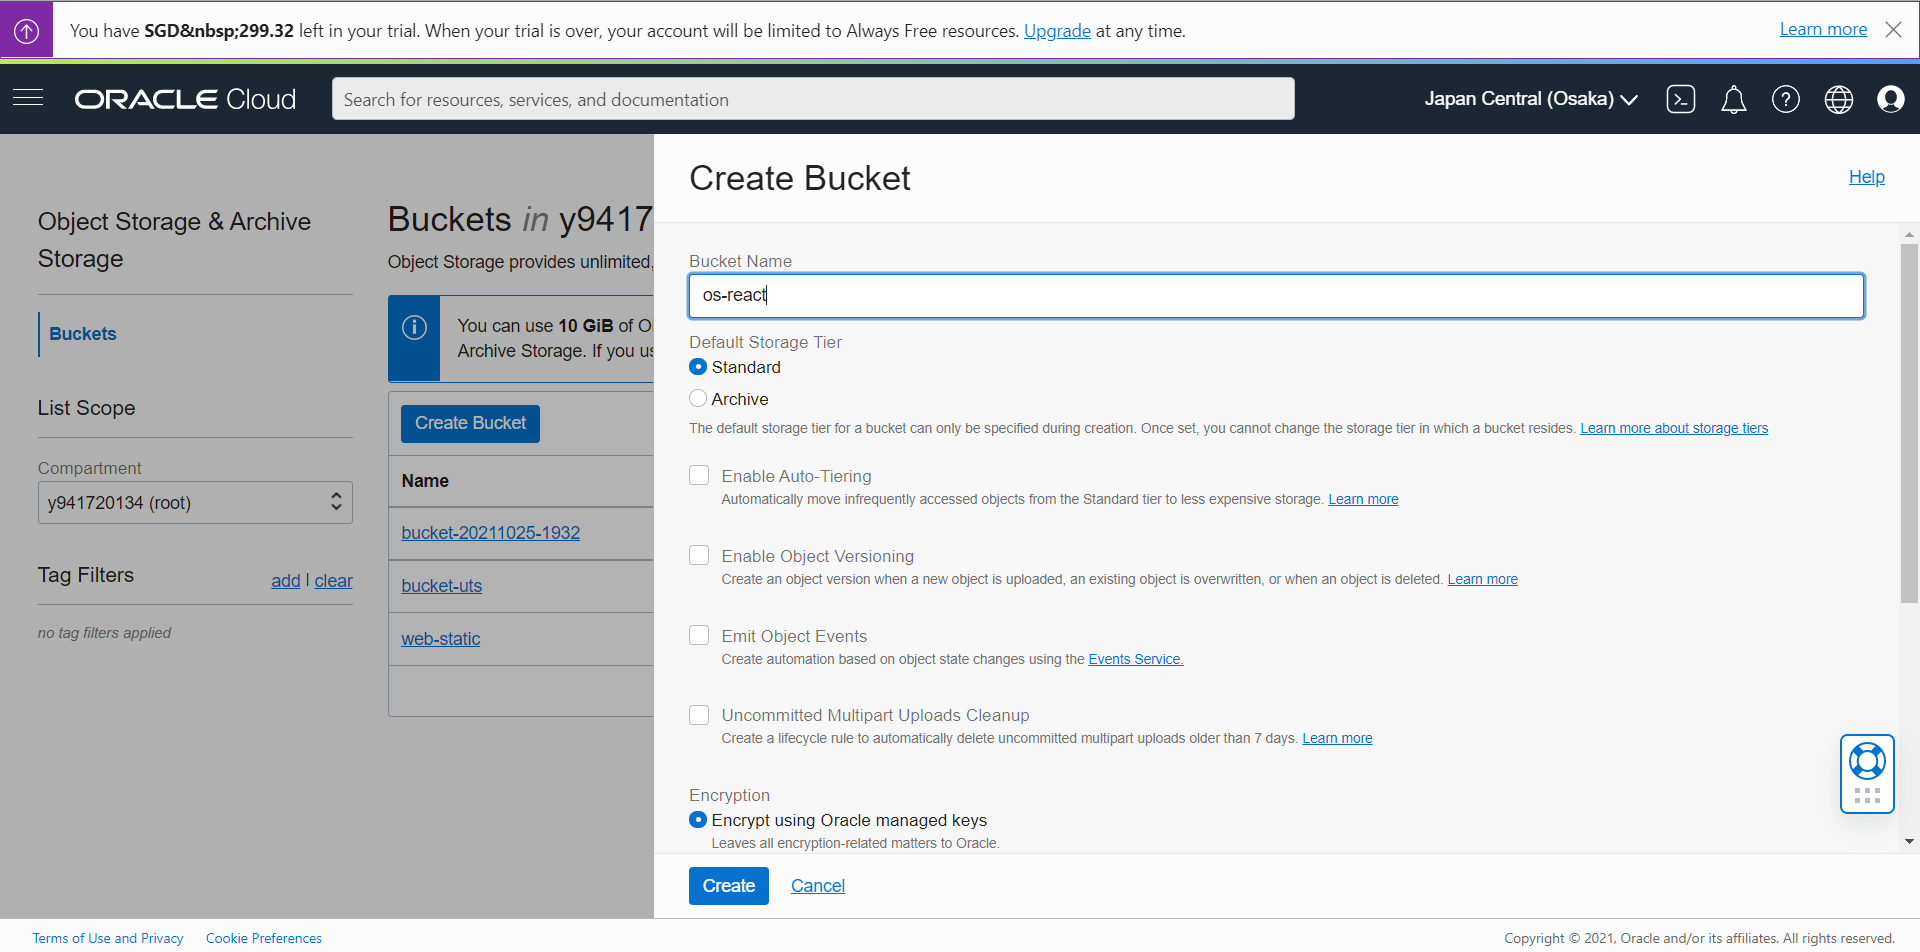 You have SGD&nbsp;299.32 left in your trial. When your trial is over, your account will be limited to Always Free resources. Upgrade at any time.
Learn more
ORACLE Cloud
Search for resources, services, and documentation
Japan Central (Osaka)
Object Storage & Archive
Storage
Buckets
List Scope
Compartment
y941720134 (root)
Tag Filters
add | clear
no tag filters applied
Buckets in y9417
Object Storage provides unlimited,
You can use 10 GiB of O
Archive Storage. If you us
Create Bucket
Name
bucket-20211025-1932
bucket-uts
web-static
Create Bucket
Help
Bucket Name
os-react
Default Storage Tier
Standard
Archive
The default storage tier for a bucket can only be specified during creation. Once set, you cannot change the storage tier in which a bucket resides. Learn more about storage tiers
Enable Auto-Tiering
Automatically move infrequently accessed objects from the Standard tier to less expensive storage. Learn more
Enable Object Versioning
Create an object version when a new object is uploaded, an existing object is overwritten, or when an object is deleted. Learn more
Emit Object Events
Create automation based on object state changes using the Events Service.
Uncommitted Multipart Uploads Cleanup
Create a lifecycle rule to automatically delete uncommitted multipart uploads older than 7 days. Learn more
Encryption
Encrypt using Oracle managed keys
Leaves all encryption-related matters to Oracle.
Create
Cancel
Terms of Use and Privacy
Cookie Preferences
Copyright © 2021, Oracle and/or its affiliates. All rights reserved.